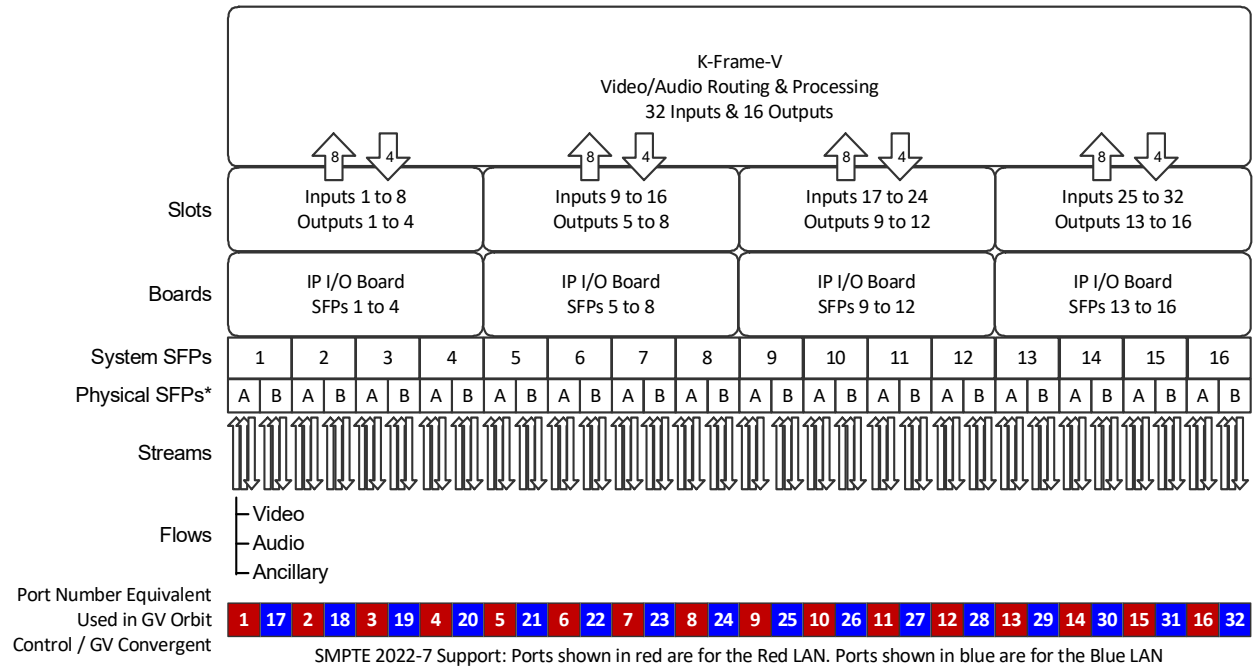 K-Frame-V
Video/Audio Routing & Processing
32 Inputs & 16 Outputs
8 4 8 4 8 4 8 4
Slots
Inputs 1 to 8
Outputs 1 to 4
Inputs 9 to 16
Outputs 5 to 8
Inputs 17 to 24
Outputs 9 to 12
Inputs 25 to 32
Outputs 13 to 16
Boards
IP I/O Board
SFPs 1 to 4
IP I/O Board
SFPs 5 to 8
IP I/O Board
SFPs 9 to 12
IP I/O Board
SFPs 13 to 16
System SFPs 1 2 3 4 5 6 7 8 9 10 11 12 13 14 15 16
Physical SFPs* A B A B A B A B A B A B A B A B A B A B A B A B A B A B A B A B
Streams
Flows
Video
Audio
Ancillary
Port Number Equivalent
Used in GV Orbit
Control / GV Convergent
1 17 2 18 3 19 4 20 5 21 6 22 7 23 8 24 9 25 10 26 11 27 12 28 13 29 14 30 15 31 16 32
SMPTE 2022-7 Support: Ports shown in red are for the Red LAN. Ports shown in blue are for the Blue LAN